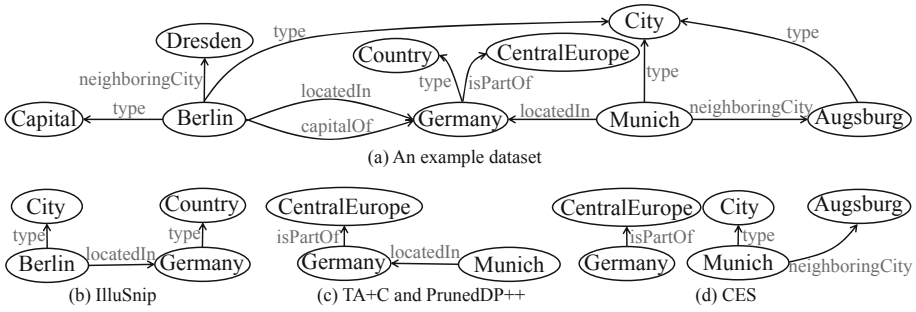 City
type
type
Dresden
Country
CentralEurope
neighboringCity
type
isPartOf
type
Capital
type
Berlin
locatedIn
capitalOf
Germany
locatedIn
Munich
neighboringCity
Augsburg
(a) An example dataset
City
Country
type
type
Berlin
locatedIn
Germany
(b) IlluSnip
CentralEurope
isPartOf
locatedIn
Germany
Munich
(c) TA+C and PrunedDP++
CentralEurope
City
Augsburg
isPartOf
type
Germany
Munich
neighboringCity
(d) CES